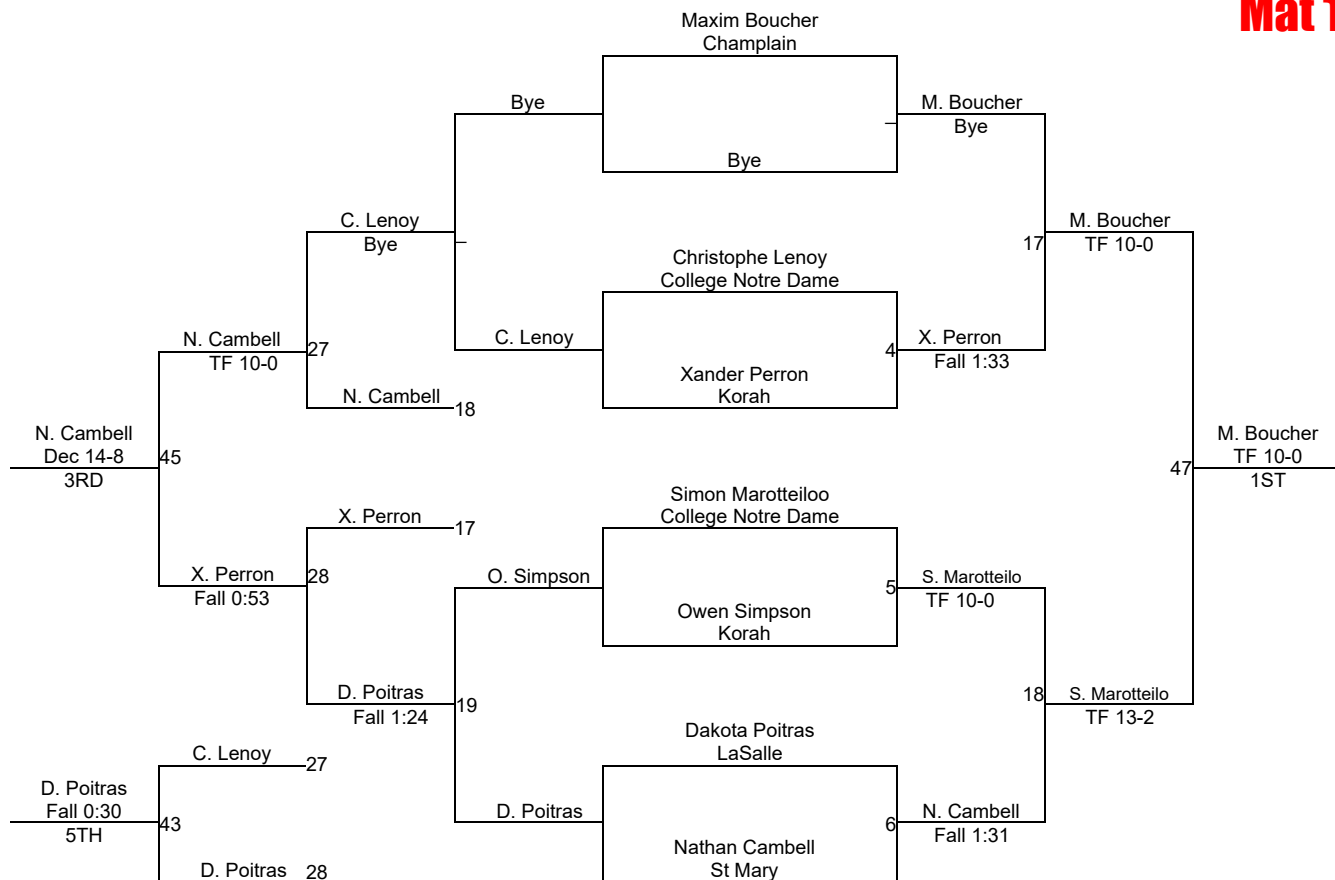 Mat
Maxim Boucher
Champlain
Bye
M. Boucher
Bye
Bye
C. Lenoy
Bye
–
–
M. Boucher
17
TF 10-0
Christophe Lenoy
College Notre Dame
N. Cambell
27
TF 10-0
C. Lenoy
4
X. Perron
Fall 1:33
Xander Perron
Korah
N. Cambell
18
N. Cambell
Dec 14-8
45
3RD
M. Boucher
47
TF 10-0
1ST
Simon Marotteiloo
College Notre Dame
X. Perron
17
X. Perron
28
Fall 0:53
O. Simpson
5
S. Marotteilo
TF 10-0
Owen Simpson
Korah
D. Poitras
19
Fall 1:24
18
S. Marotteilo
TF 13-2
Dakota Poitras
LaSalle
C. Lenoy
27
D. Poitras
Fall 0:30
43
5TH
D. Poitras
6
N. Cambell
Fall 1:31
Nathan Cambell
St Mary
D. Poitras
28